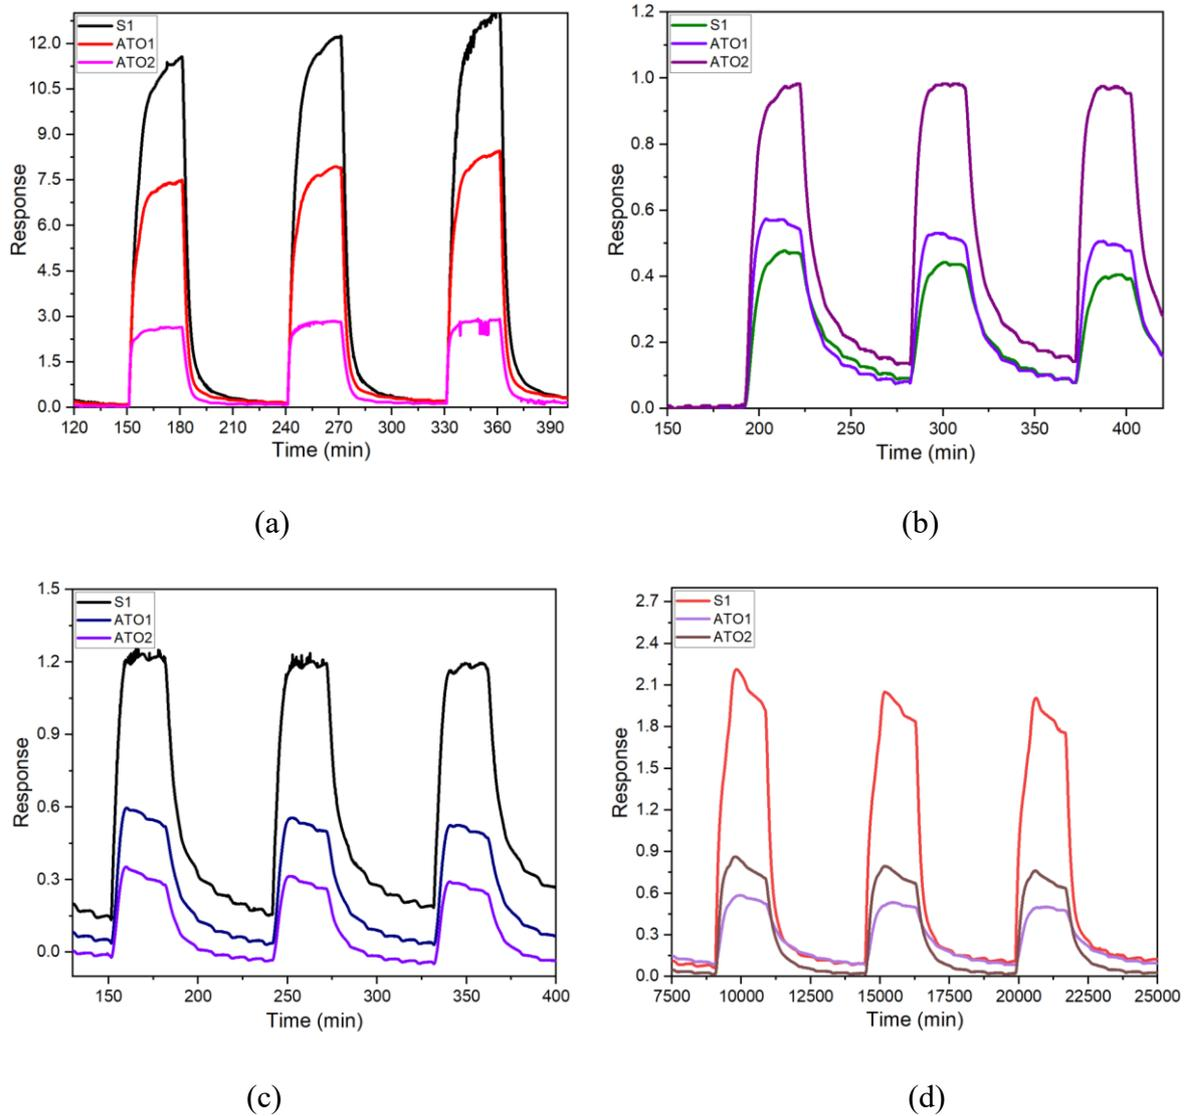 S1
ATO1
ATO2
12.0
10.5
9.0
7.5
6.0
4.5
3.0
1.5
0.0
Response
120 150 180 210 240 270 300 330 360 390
Time (min)
(a)
S1
ATO1
ATO2
1.2
1.0
0.8
0.6
0.4
0.2
0.0
Response
150 200 250 300 350 400
Time (min)
(b)
S1
ATO1
ATO2
1.5
1.2
0.9
0.6
0.3
0.0
Response
150 200 250 300 350 400
Time (min)
(c)
S1
ATO1
ATO2
2.7
2.4
2.1
1.8
1.5
1.2
0.9
0.6
0.3
0.0
Response
7500 10000 12500 15000 17500 20000 22500 25000
Time (min)
(d)